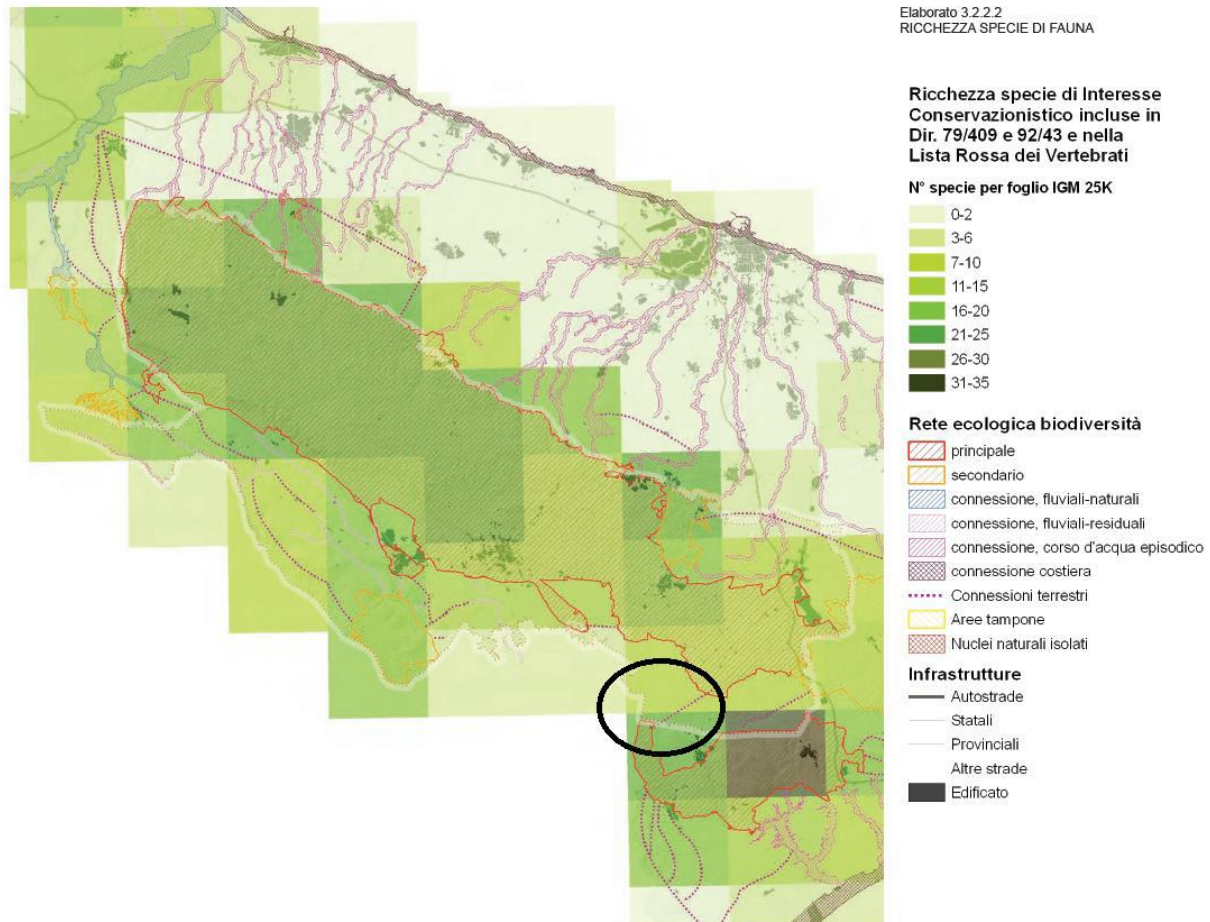 Elaborato 3.2.2.2
RICCHEZZA SPECIE DI FAUNA
Ricchezza specie di Interesse
Conservazionistico incluse in
Dir. 79/409 e 92/43 e nella
Lista Rossa dei Vertebrati
N° specie per foglio IGM 25K
0-2
3-6
7-10
11-15
16-20
21-25
26-30
31-35
Rete ecologica biodiversità
principale
secondario
connessione, fluviali-naturali
connessione, fluviali-residuali
connessione, corso d'acqua episodico
connessione costiera
Connessioni terrestri
Aree tampone
Nuclei naturali isolati
Infrastrutture
Autostrade
Statali
Provinciali
Altre strade
Edificato